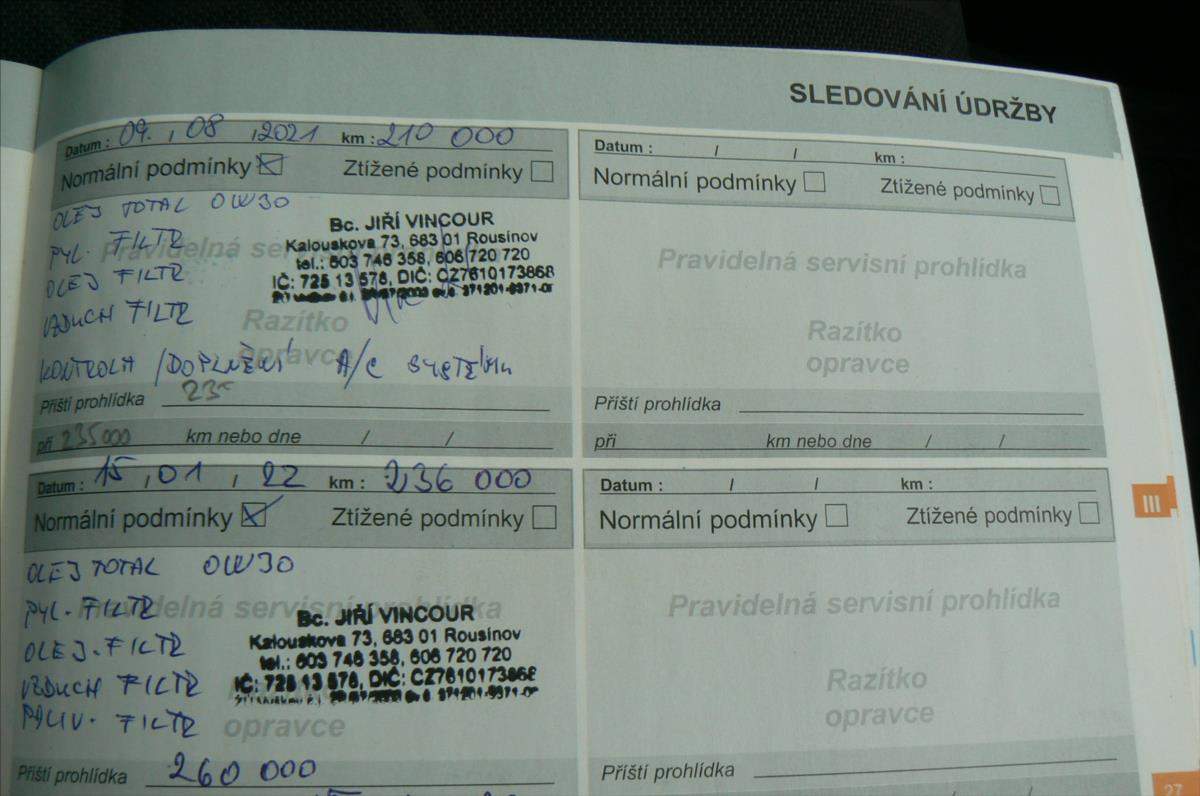 SLEDOVÁNÍ ÚDRŽBY
Datum : 09. , 08 , 2021 km : 210 000
Normální podmínky Ztížené podmínky
OLEJ TOTAL 0W30
PYL. FILTR
OLEJ FILTR
VZDUCH FILTR
KONTROLA / DOPLNĚNÍ A/C SYSTÉMU
Pravidelná servisní
Razítko
opravce
Bc. JIŘÍ VINCOUR
Kalouskova 73, 683 01 Rousínov
tel.: 603 746 358, 606 720 720
IČ: 725 13 578, DIČ: CZ7610173868
Příští prohlídka 235
při 235000 km nebo dne / /
Datum : 15 , 01 , 22 km : 236 000
Normální podmínky Ztížené podmínky
OLEJ TOTAL 0W30
PYL. FILTR
OLEJ. FILTR
VZDUCH FILTR
PALIV. FILTR
Pravidelná servisní prohlídka
opravce
Bc. JIŘÍ VINCOUR
Kalouskova 73, 683 01 Rousínov
tel.: 603 746 358, 606 720 720
IČ: 725 13 578, DIČ: CZ7610173868
Příští prohlídka 260 000
Datum : / / km :
Normální podmínky Ztížené podmínky
Pravidelná servisní prohlídka
Razítko
opravce
Příští prohlídka
při km nebo dne / /
Datum : / / km :
Normální podmínky Ztížené podmínky
Pravidelná servisní prohlídka
Razítko
opravce
Příští prohlídka
III
27